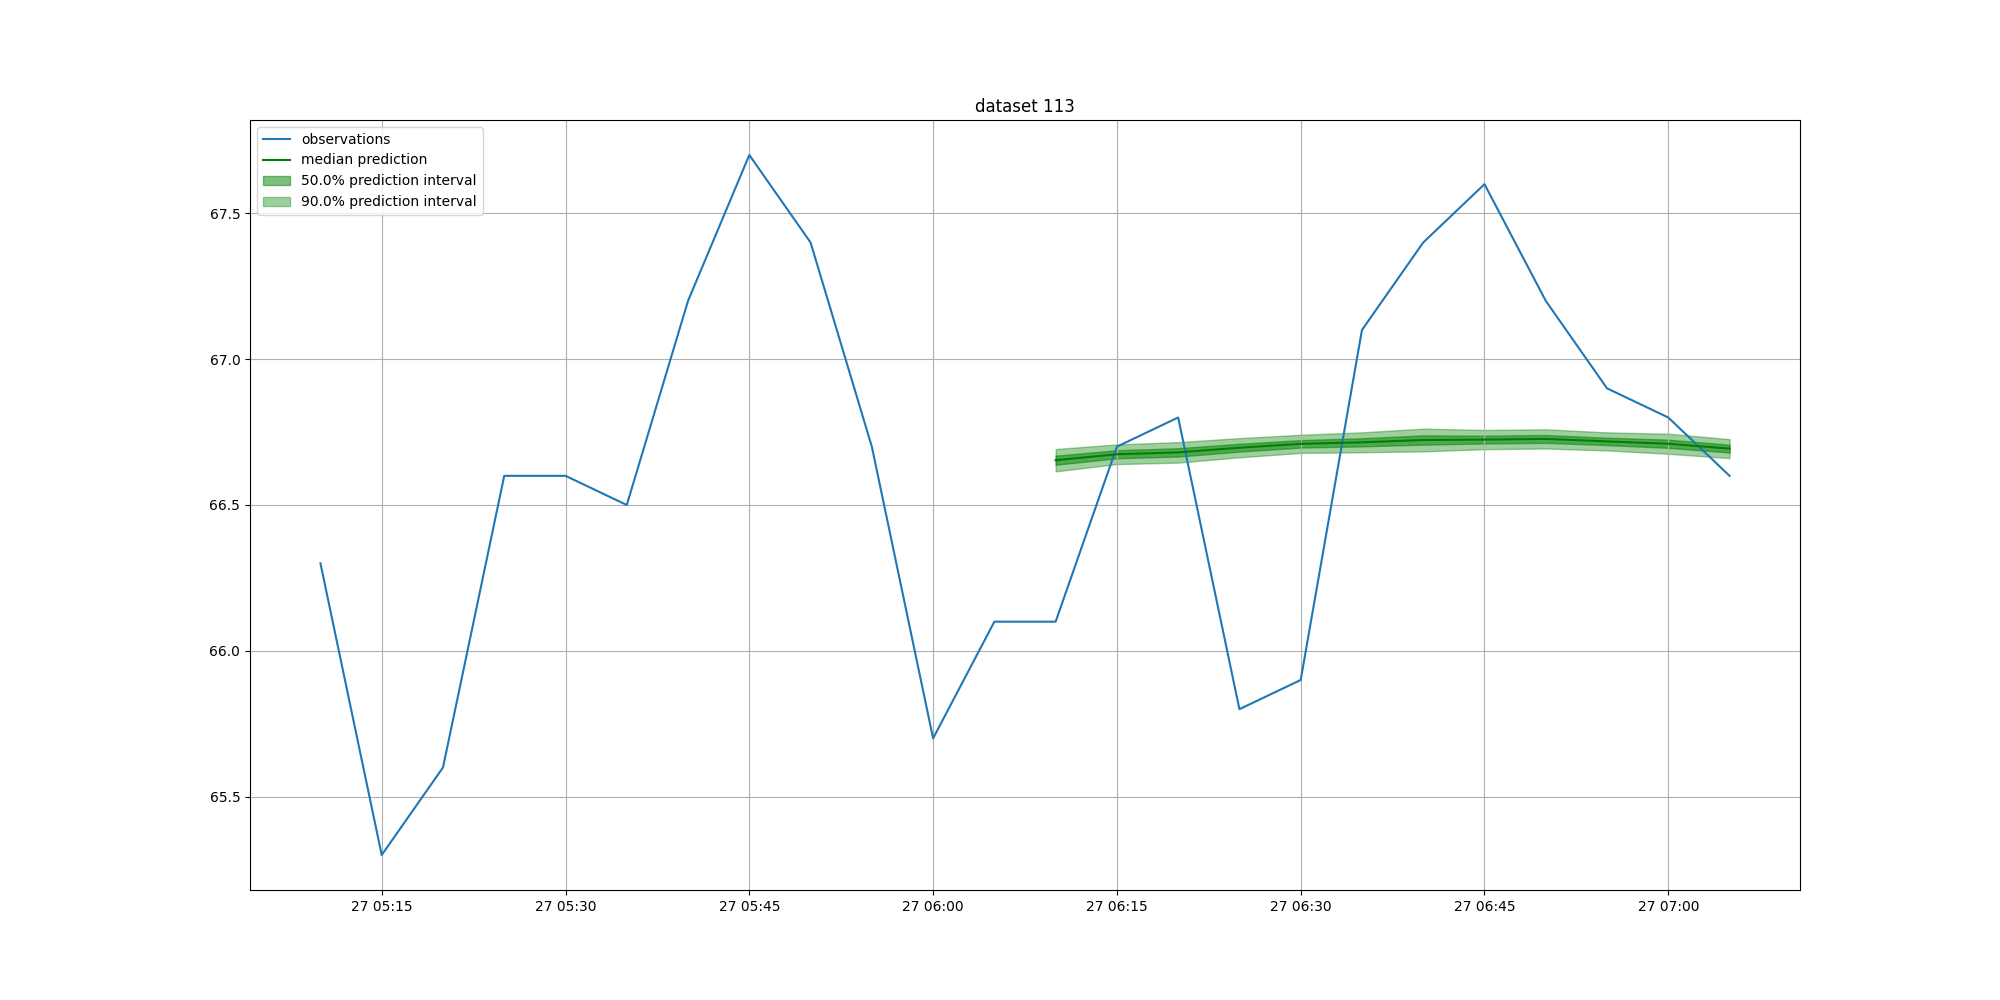 dataset 113
observations
median prediction
50.0% prediction interval
90.0% prediction interval
67.5
67.0
66.5
66.0
65.5
27 05:15
27 05:30
27 05:45
27 06:00
27 06:15
27 06:30
27 06:45
27 07:00